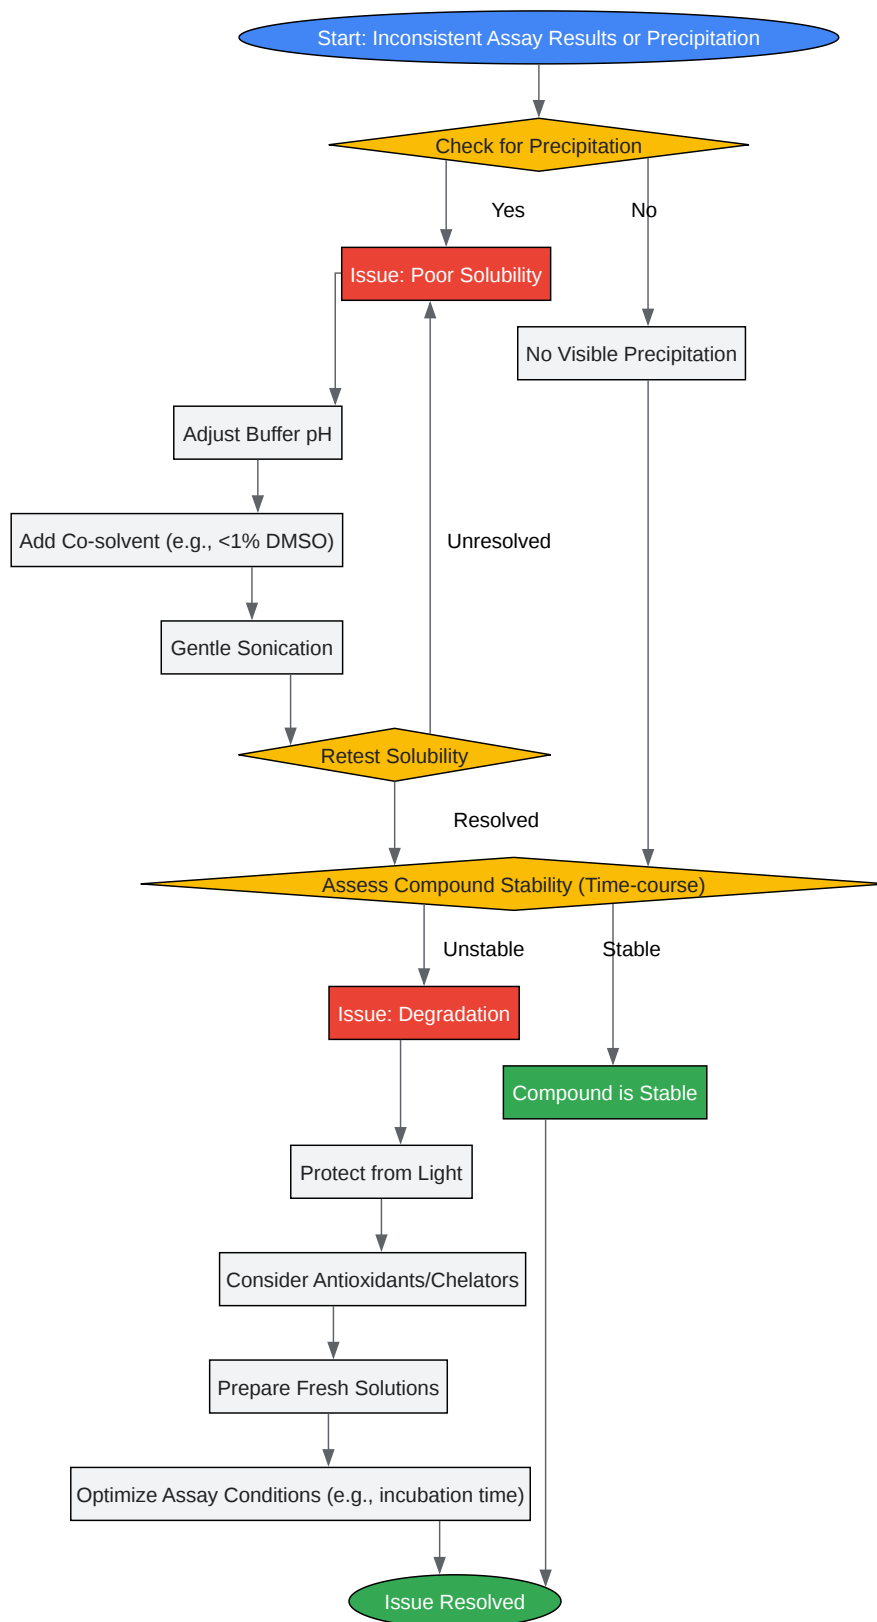 Start: Inconsistent Assay Results or Precipitation
Check for Precipitation
Yes
No
Issue: Poor Solubility
No Visible Precipitation
Adjust Buffer pH
Add Co-solvent (e.g., <1% DMSO)
Unresolved
Gentle Sonication
Retest Solubility
Resolved
Assess Compound Stability (Time-course)
Unstable
Stable
Issue: Degradation
Compound is Stable
Protect from Light
Consider Antioxidants/Chelators
Prepare Fresh Solutions
Optimize Assay Conditions (e.g., incubation time)
Issue Resolved